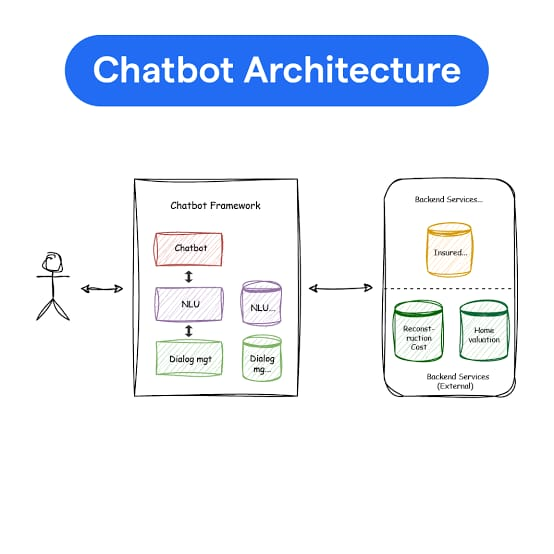 Chatbot Architecture
Chatbot Framework
Chatbot
NLU
NLU...
Dialog mgt
Dialog
mg...
Backend Services...
Insured...
Reconst-
ruction
Cost
Home
valuation
Backend Services
(External)